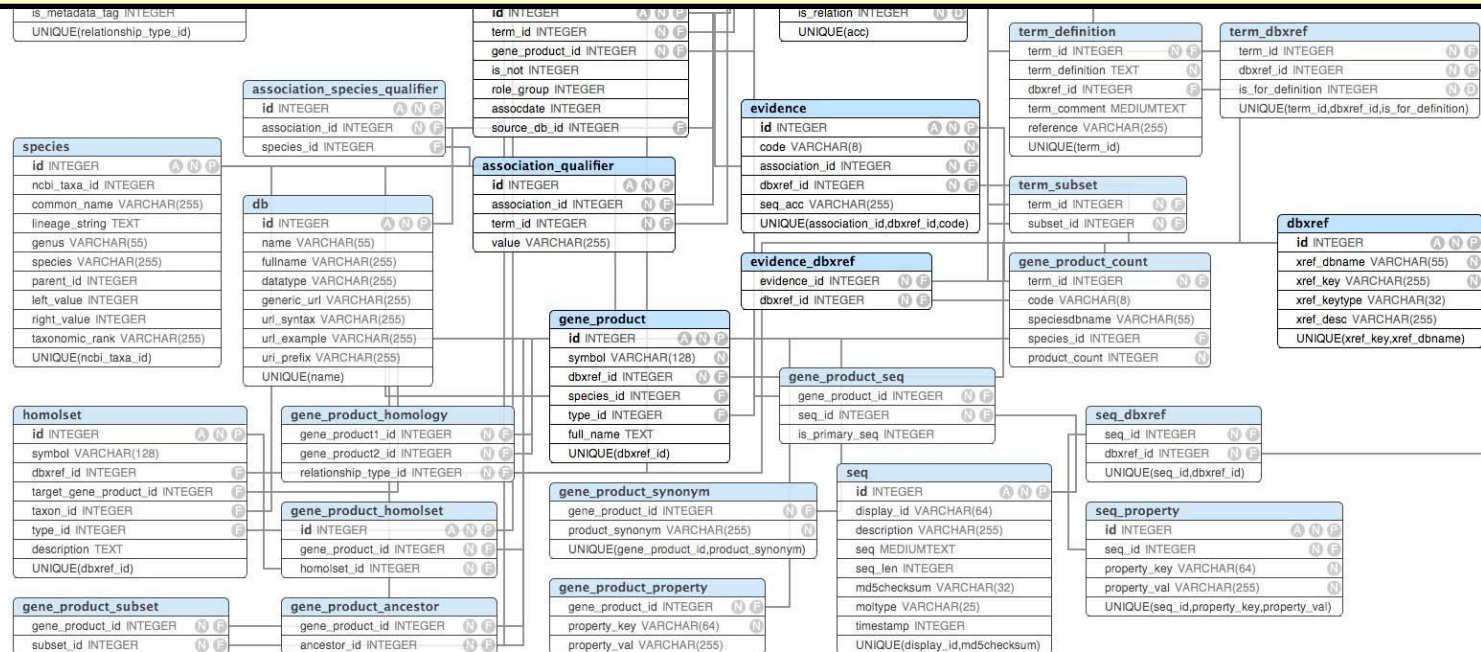 is_metadata_tag INTEGER
UNIQUE(relationship_type_id)
id INTEGER A N P
term_id INTEGER N F
gene_product_id INTEGER N F
is_not INTEGER
role_group INTEGER
assocdate INTEGER
source_db_id INTEGER F
is_relation INTEGER N D
UNIQUE(acc)
term_definition
term_id INTEGER N F
term_definition TEXT N
dbxref_id INTEGER F
term_comment MEDIUMTEXT
reference VARCHAR(255)
UNIQUE(term_id)
term_dbxref
term_id INTEGER N F
dbxref_id INTEGER N F
is_for_definition INTEGER N D
UNIQUE(term_id,dbxref_id,is_for_definition)
association_species_qualifier
id INTEGER A N P
association_id INTEGER N F
species_id INTEGER F
evidence
id INTEGER A N P
code VARCHAR(8) N
association_id INTEGER N F
dbxref_id INTEGER N F
seq_acc VARCHAR(255)
UNIQUE(association_id,dbxref_id,code)
species
id INTEGER A N P
ncbi_taxa_id INTEGER
common_name VARCHAR(255)
lineage_string TEXT
genus VARCHAR(55)
species VARCHAR(255)
parent_id INTEGER
left_value INTEGER
right_value INTEGER
taxonomic_rank VARCHAR(255)
UNIQUE(ncbi_taxa_id)
association_qualifier
id INTEGER A N P
association_id INTEGER N F
term_id INTEGER N F
value VARCHAR(255)
term_subset
term_id INTEGER N F
subset_id INTEGER N F
db
id INTEGER A N P
name VARCHAR(55)
fullname VARCHAR(255)
datatype VARCHAR(255)
generic_url VARCHAR(255)
url_syntax VARCHAR(255)
url_example VARCHAR(255)
uri_prefix VARCHAR(255)
UNIQUE(name)
dbxref
id INTEGER A N P
xref_dbname VARCHAR(55) N
xref_key VARCHAR(255) N
xref_keytype VARCHAR(32)
xref_desc VARCHAR(255)
UNIQUE(xref_key,xref_dbname)
evidence_dbxref
evidence_id INTEGER N F
dbxref_id INTEGER N F
gene_product_count
term_id INTEGER N F
code VARCHAR(8)
speciesdbname VARCHAR(55)
species_id INTEGER F
product_count INTEGER N
gene_product
id INTEGER A N P
symbol VARCHAR(128) N
dbxref_id INTEGER N F
species_id INTEGER F
type_id INTEGER F
full_name TEXT
UNIQUE(dbxref_id)
gene_product_seq
gene_product_id INTEGER N F
seq_id INTEGER N F
is_primary_seq INTEGER
homolset
id INTEGER A N P
symbol VARCHAR(128)
dbxref_id INTEGER F
target_gene_product_id INTEGER F
taxon_id INTEGER F
type_id INTEGER F
description TEXT
UNIQUE(dbxref_id)
gene_product_homology
gene_product1_id INTEGER N F
gene_product2_id INTEGER N F
relationship_type_id INTEGER N F
seq_dbxref
seq_id INTEGER N F
dbxref_id INTEGER N F
UNIQUE(seq_id,dbxref_id)
seq
id INTEGER A N P
display_id VARCHAR(64)
description VARCHAR(255)
seq MEDIUMTEXT
seq_len INTEGER
md5checksum VARCHAR(32)
moltype VARCHAR(25)
timestamp INTEGER
UNIQUE(display_id,md5checksum)
gene_product_synonym
gene_product_id INTEGER N F
product_synonym VARCHAR(255) N
UNIQUE(gene_product_id,product_synonym)
gene_product_homolset
id INTEGER A N P
gene_product_id INTEGER N F
homolset_id INTEGER N F
seq_property
id INTEGER A N P
seq_id INTEGER N F
property_key VARCHAR(64) N
property_val VARCHAR(255) N
UNIQUE(seq_id,property_key,property_val)
gene_product_property
gene_product_id INTEGER N F
property_key VARCHAR(64) N
property_val VARCHAR(255)
gene_product_subset
gene_product_id INTEGER N F
subset_id INTEGER N F
gene_product_ancestor
gene_product_id INTEGER N F
ancestor_id INTEGER N F